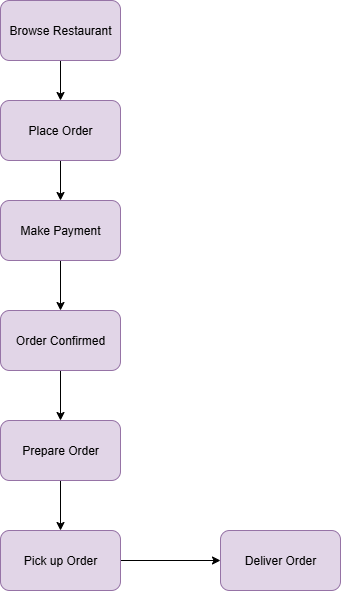 Browse Restaurant
Place Order
Make Payment
Order Confirmed
Prepare Order
Pick up Order
Deliver Order